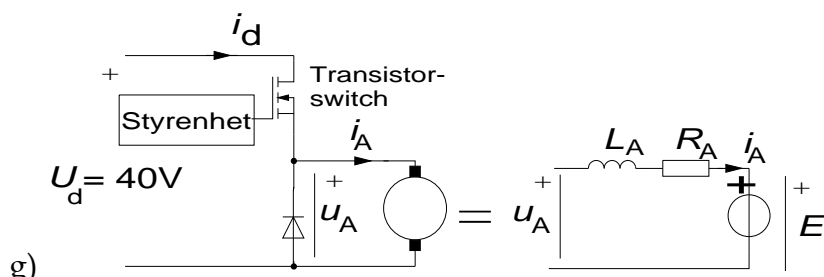 i_d
+
Transistor-
switch
Styrenhet
i_A
L_A R_A i_A
U_d = 40V
+
u_A
=
+
u_A
+
+
E
g)